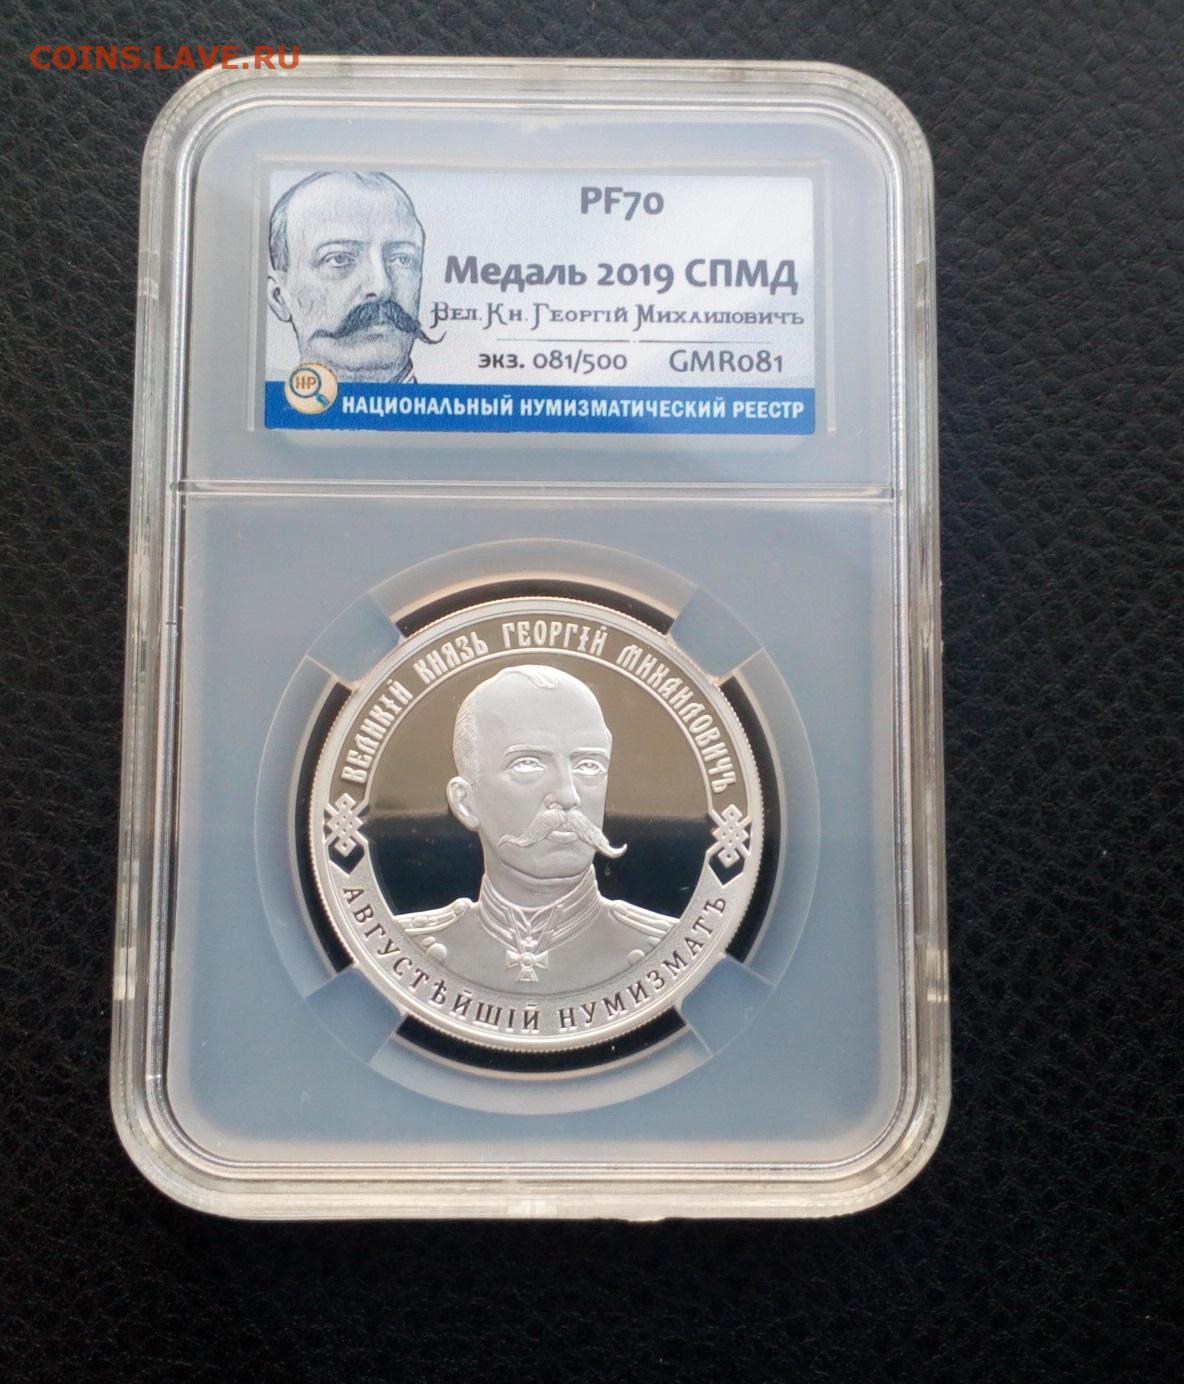 COINS.LAVE.RU
PF70
Медаль 2019 СПМД
Вел. Кн. Георгій Михаиловичъ
экз. 081/500 GMR081
НР
НАЦИОНАЛЬНЫЙ НУМИЗМАТИЧЕСКИЙ РЕЕСТР
ВЕЛИКІЙ КНЯЗЬ ГЕОРГІЙ МИХАИЛОВИЧЪ
АВГУСТѢЙШІЙ НУМИЗМАТЪ